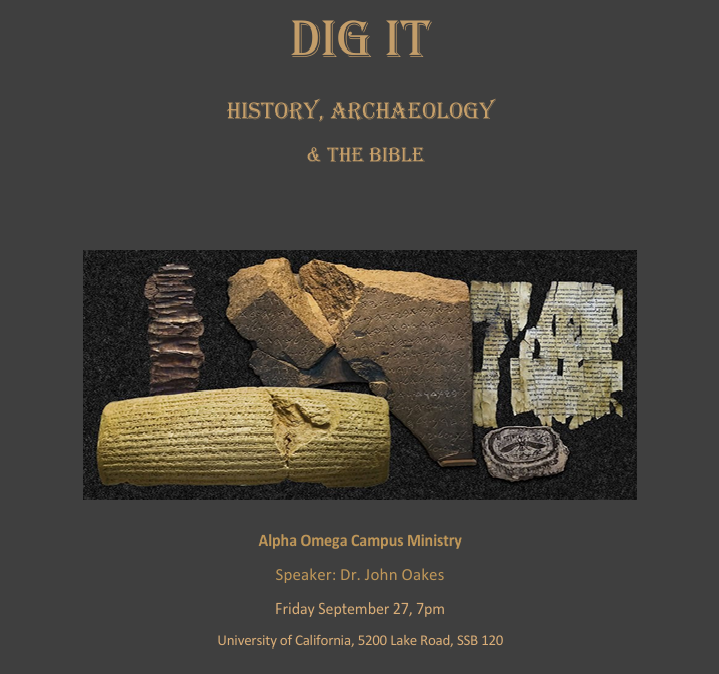 DIG IT
HISTORY, ARCHAEOLOGY
& THE BIBLE
Alpha Omega Campus Ministry
Speaker: Dr. John Oakes
Friday September 27, 7pm
University of California, 5200 Lake Road, SSB 120